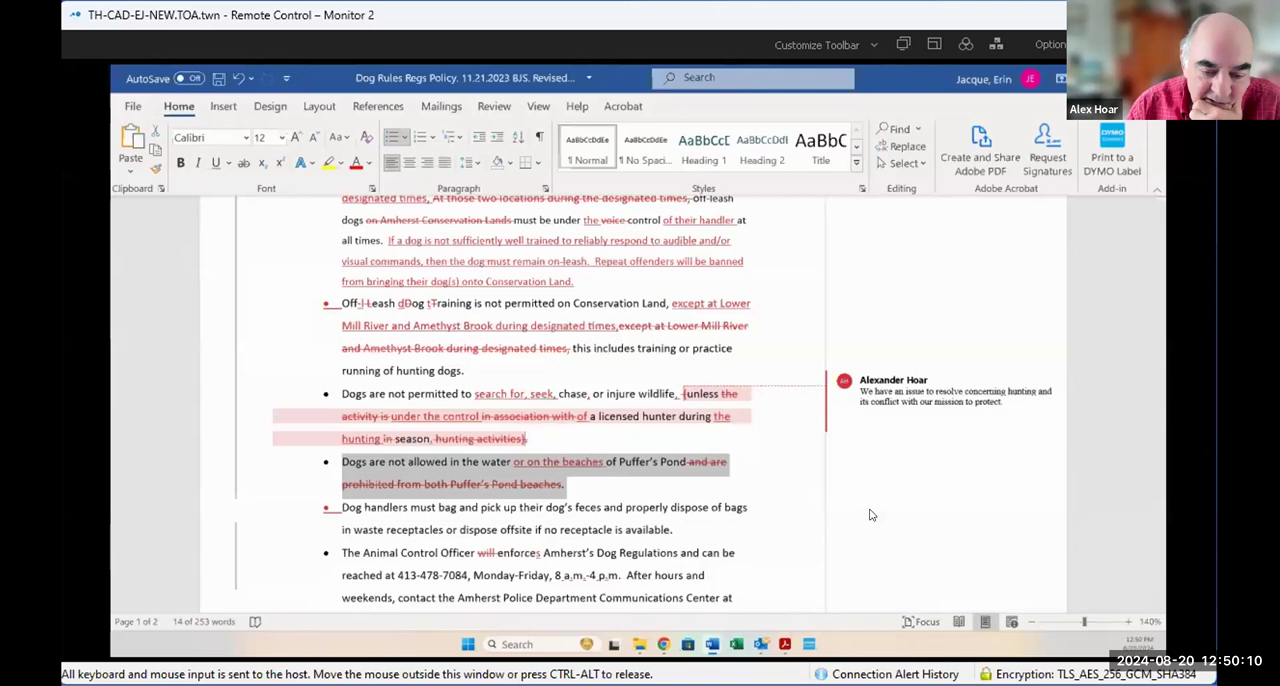 TH-CAD-EJ-NEW.TOA.twn - Remote Control – Monitor 2
Customize Toolbar
Option
Alex Hoar
AutoSave Off
Dog Rules Regs Policy. 11.21.2023 BJS. Revised...
Search
Jacque, Erin JE
File Home Insert Design Layout References Mailings Review View Help Acrobat
Calibri 12 Aa
Paste
B I U ab x₂ x² A A
AaBbCcDdEe AaBbCcDdEe AaBbCcC AaBbCcDdI AaBbC
¶ Normal ¶ No Spaci... Heading 1 Heading 2 Title
Find
Replace
Select
Create and Share Adobe PDF
Request Signatures
DYMO
Print to a DYMO Label
Clipboard Font Paragraph Styles Editing Adobe Acrobat Add-in
designated times, At those two locations during the designated times, off-leash
dogs on Amherst Conservation Lands must be under the voice control of their handler at
all times. If a dog is not sufficiently well trained to reliably respond to audible and/or
visual commands, then the dog must remain on-leash. Repeat offenders will be banned
from bringing their dog(s) onto Conservation Land.
• Off-l Leash dDog tTraining is not permitted on Conservation Land, except at Lower
Mill River and Amethyst Brook during designated times,except at Lower Mill River
and Amethyst Brook during designated times, this includes training or practice
running of hunting dogs.
• Dogs are not permitted to search for, seek, chase, or injure wildlife, (unless the
activity is under the control in association with of a licensed hunter during the
hunting in season. hunting activities).
• Dogs are not allowed in the water or on the beaches of Puffer's Pond and are
prohibited from both Puffer's Pond beaches.
• Dog handlers must bag and pick up their dog's feces and properly dispose of bags
in waste receptacles or dispose offsite if no receptacle is available.
• The Animal Control Officer will enforces Amherst's Dog Regulations and can be
reached at 413-478-7084, Monday-Friday, 8 a.m.-4 p.m. After hours and
weekends, contact the Amherst Police Department Communications Center at
AH Alexander Hoar
We have an issue to resolve concerning hunting and
its conflict with our mission to protect.
Page 1 of 2 14 of 253 words
Focus
140%
Search
12:50 PM
2024-08-20 12:50:10
All keyboard and mouse input is sent to the host. Move the mouse outside this window or press CTRL-ALT to release.
Connection Alert History
Encryption: TLS_AES_256_GCM_SHA384